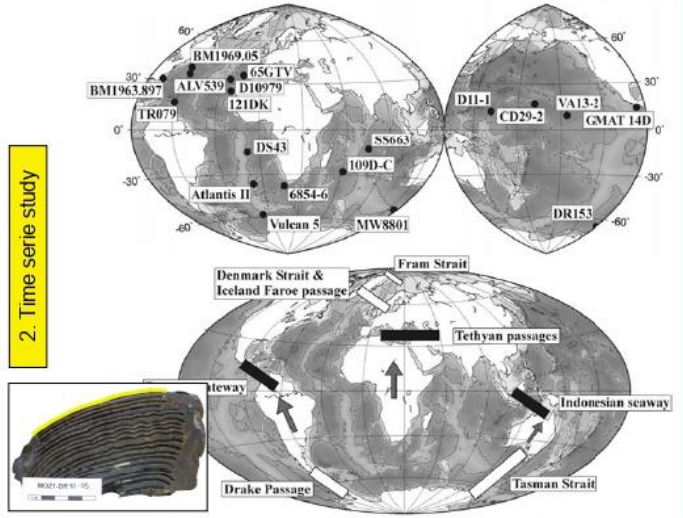 BM1969.05
65GTV
BM1963.897
ALV539
D10979
121DK
TR079
30°
60°
60°
30°
D11-1
VA13-2
CD29-2
GMAT 14D
0°
0°
DS43
SS663
109D-C
-30°
-30°
Atlantis II
6854-6
DR153
-60°
-60°
Vulcan 5
MW8801
2. Time serie study
Fram Strait
Denmark Strait &
Iceland Faroe passage
Tethyan passages
Indonesian seaway
Drake Passage
Tasman Strait